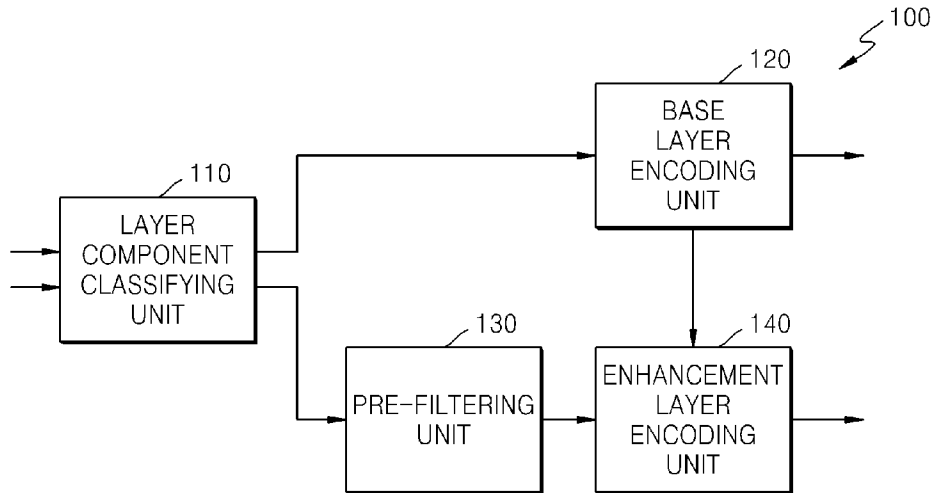 100
120
BASE
LAYER
ENCODING
UNIT
110
LAYER
COMPONENT
CLASSIFYING
UNIT
130
PRE-FILTERING
UNIT
140
ENHANCEMENT
LAYER
ENCODING
UNIT